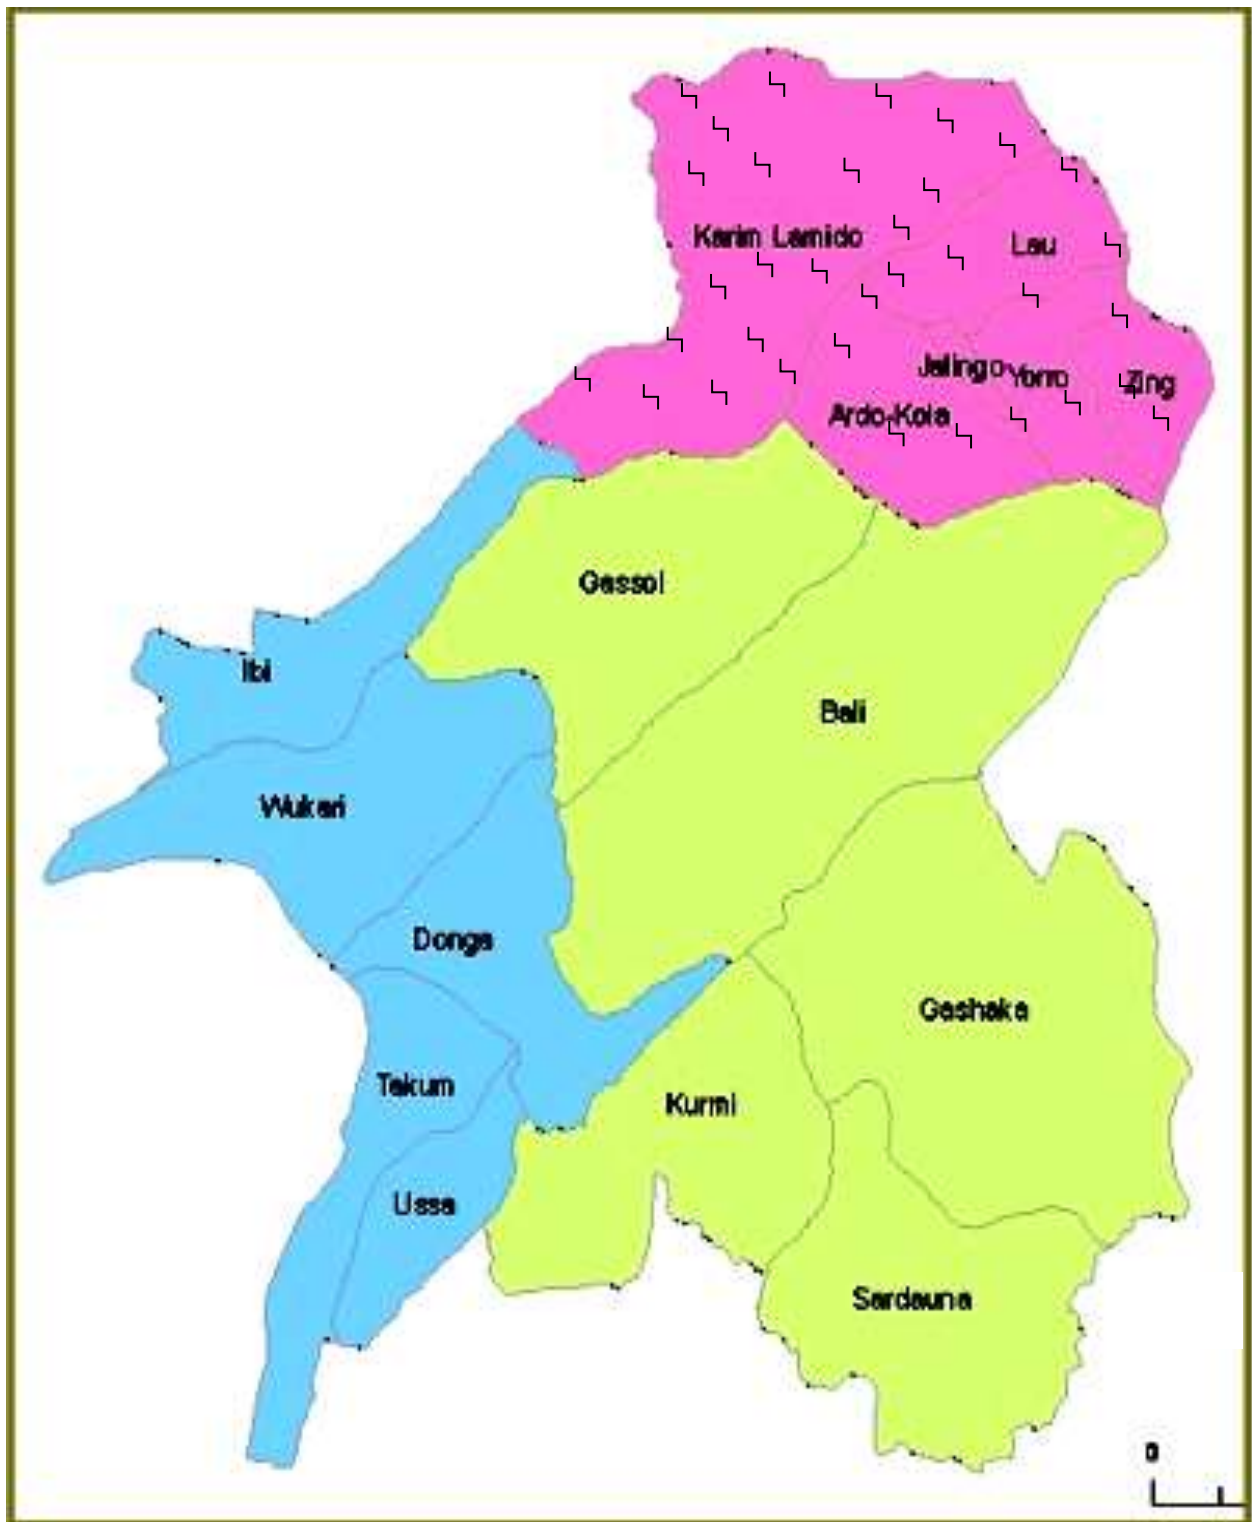 Karim Lamido
Lau
Jalingo
Yorro
Zing
Ardo-Kola
Gassol
Ibi
Bali
Wukari
Donga
Gashaka
Takum
Kurmi
Ussa
Sardauna
0